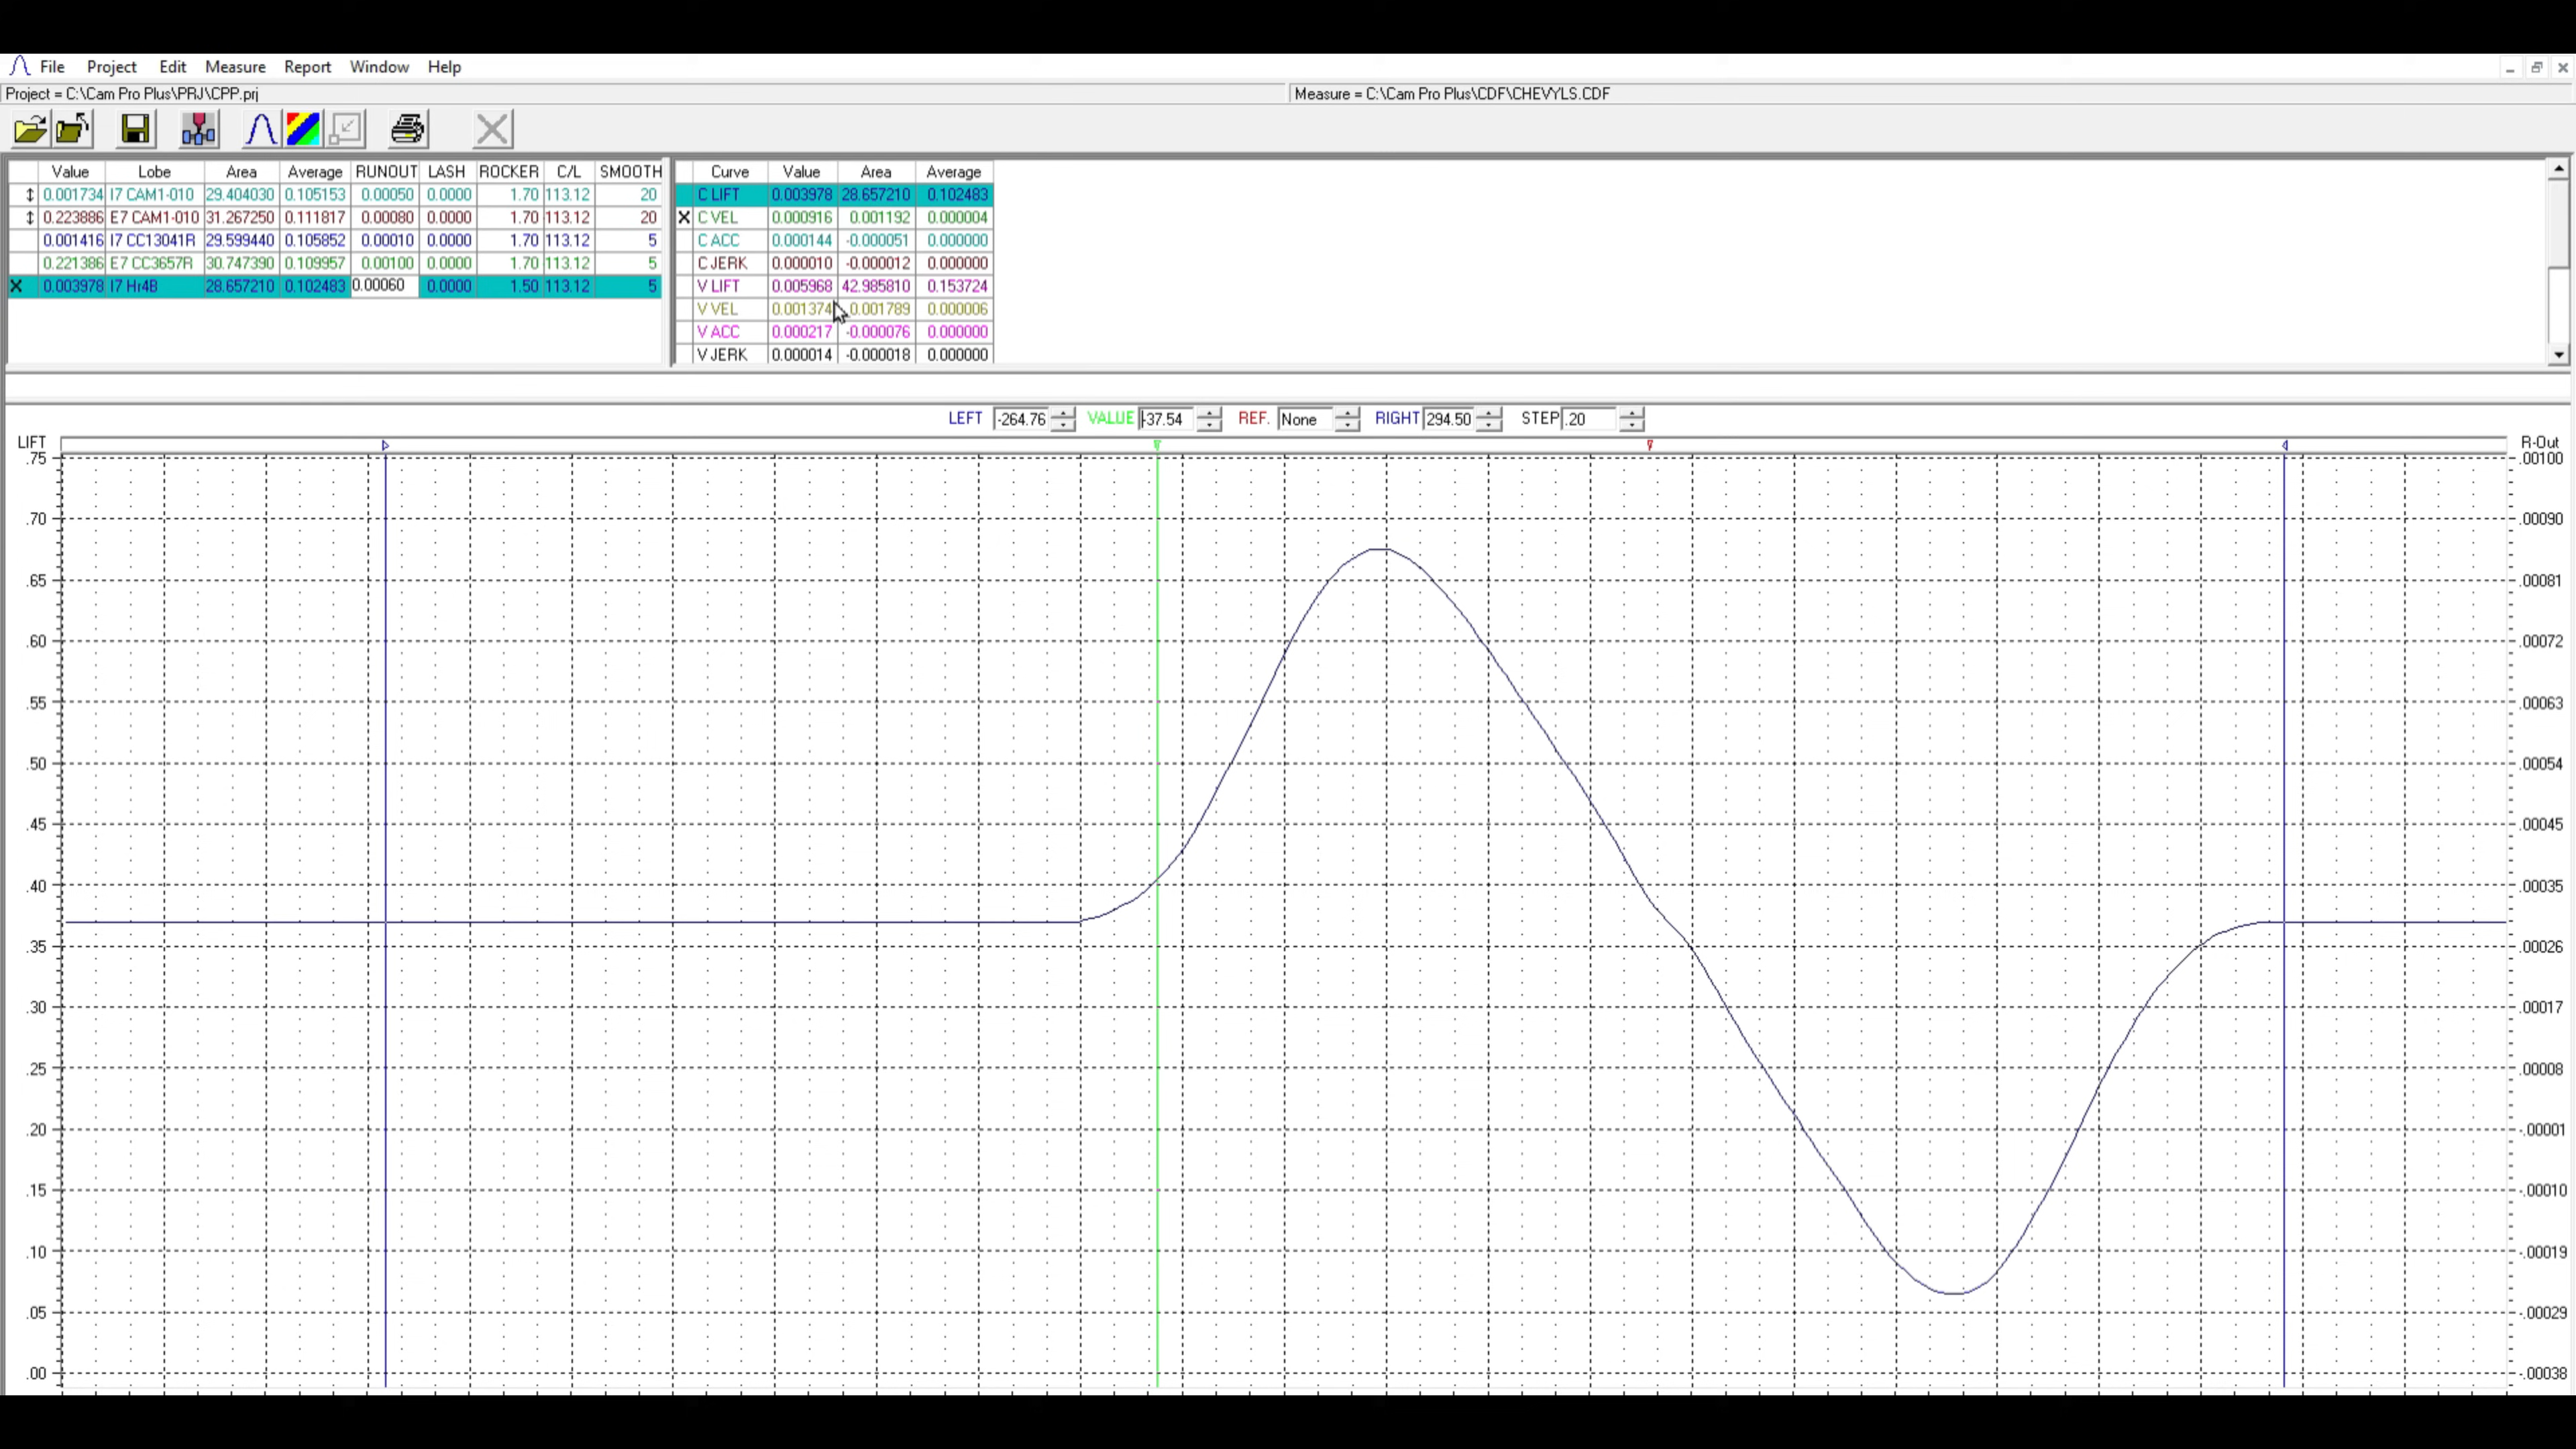 File Project Edit Measure Report Window Help
Project = C:\Cam Pro Plus\PRJ\CPP.prj
Measure = C:\Cam Pro Plus\CDF\CHEVYLS.CDF
Value Lobe Area Average RUNOUT LASH ROCKER C/L SMOOTH
0.001734 I7 CAM1-010 29.404030 0.105153 0.00050 0.0000 1.70 113.12 20
0.223886 E7 CAM1-010 31.267250 0.111817 0.00080 0.0000 1.70 113.12 20
0.001416 I7 CC13041R 29.599440 0.105852 0.00010 0.0000 1.70 113.12 5
0.221386 E7 CC3657R 30.747390 0.109957 0.00100 0.0000 1.70 113.12 5
X 0.003978 I7 Hr4B 28.657210 0.102483 0.00060 0.0000 1.50 113.12 5
Curve Value Area Average
C LIFT 0.003978 28.657210 0.102483
X C VEL 0.000916 0.001192 0.000004
C ACC 0.000144 -0.000051 0.000000
C JERK 0.000010 -0.000012 0.000000
V LIFT 0.005968 42.985810 0.153724
V VEL 0.001374 0.001789 0.000006
V ACC 0.000217 -0.000076 0.000000
V JERK 0.000014 -0.000018 0.000000
LEFT -264.76 VALUE -37.54 REF. None RIGHT 294.50 STEP .20
LIFT
R-Out
.75
.70
.65
.60
.55
.50
.45
.40
.35
.30
.25
.20
.15
.10
.05
.00
.00100
.00090
.00081
.00072
.00063
.00054
.00045
.00035
.00026
.00017
.00008
-.00001
-.00010
-.00019
-.00029
-.00038